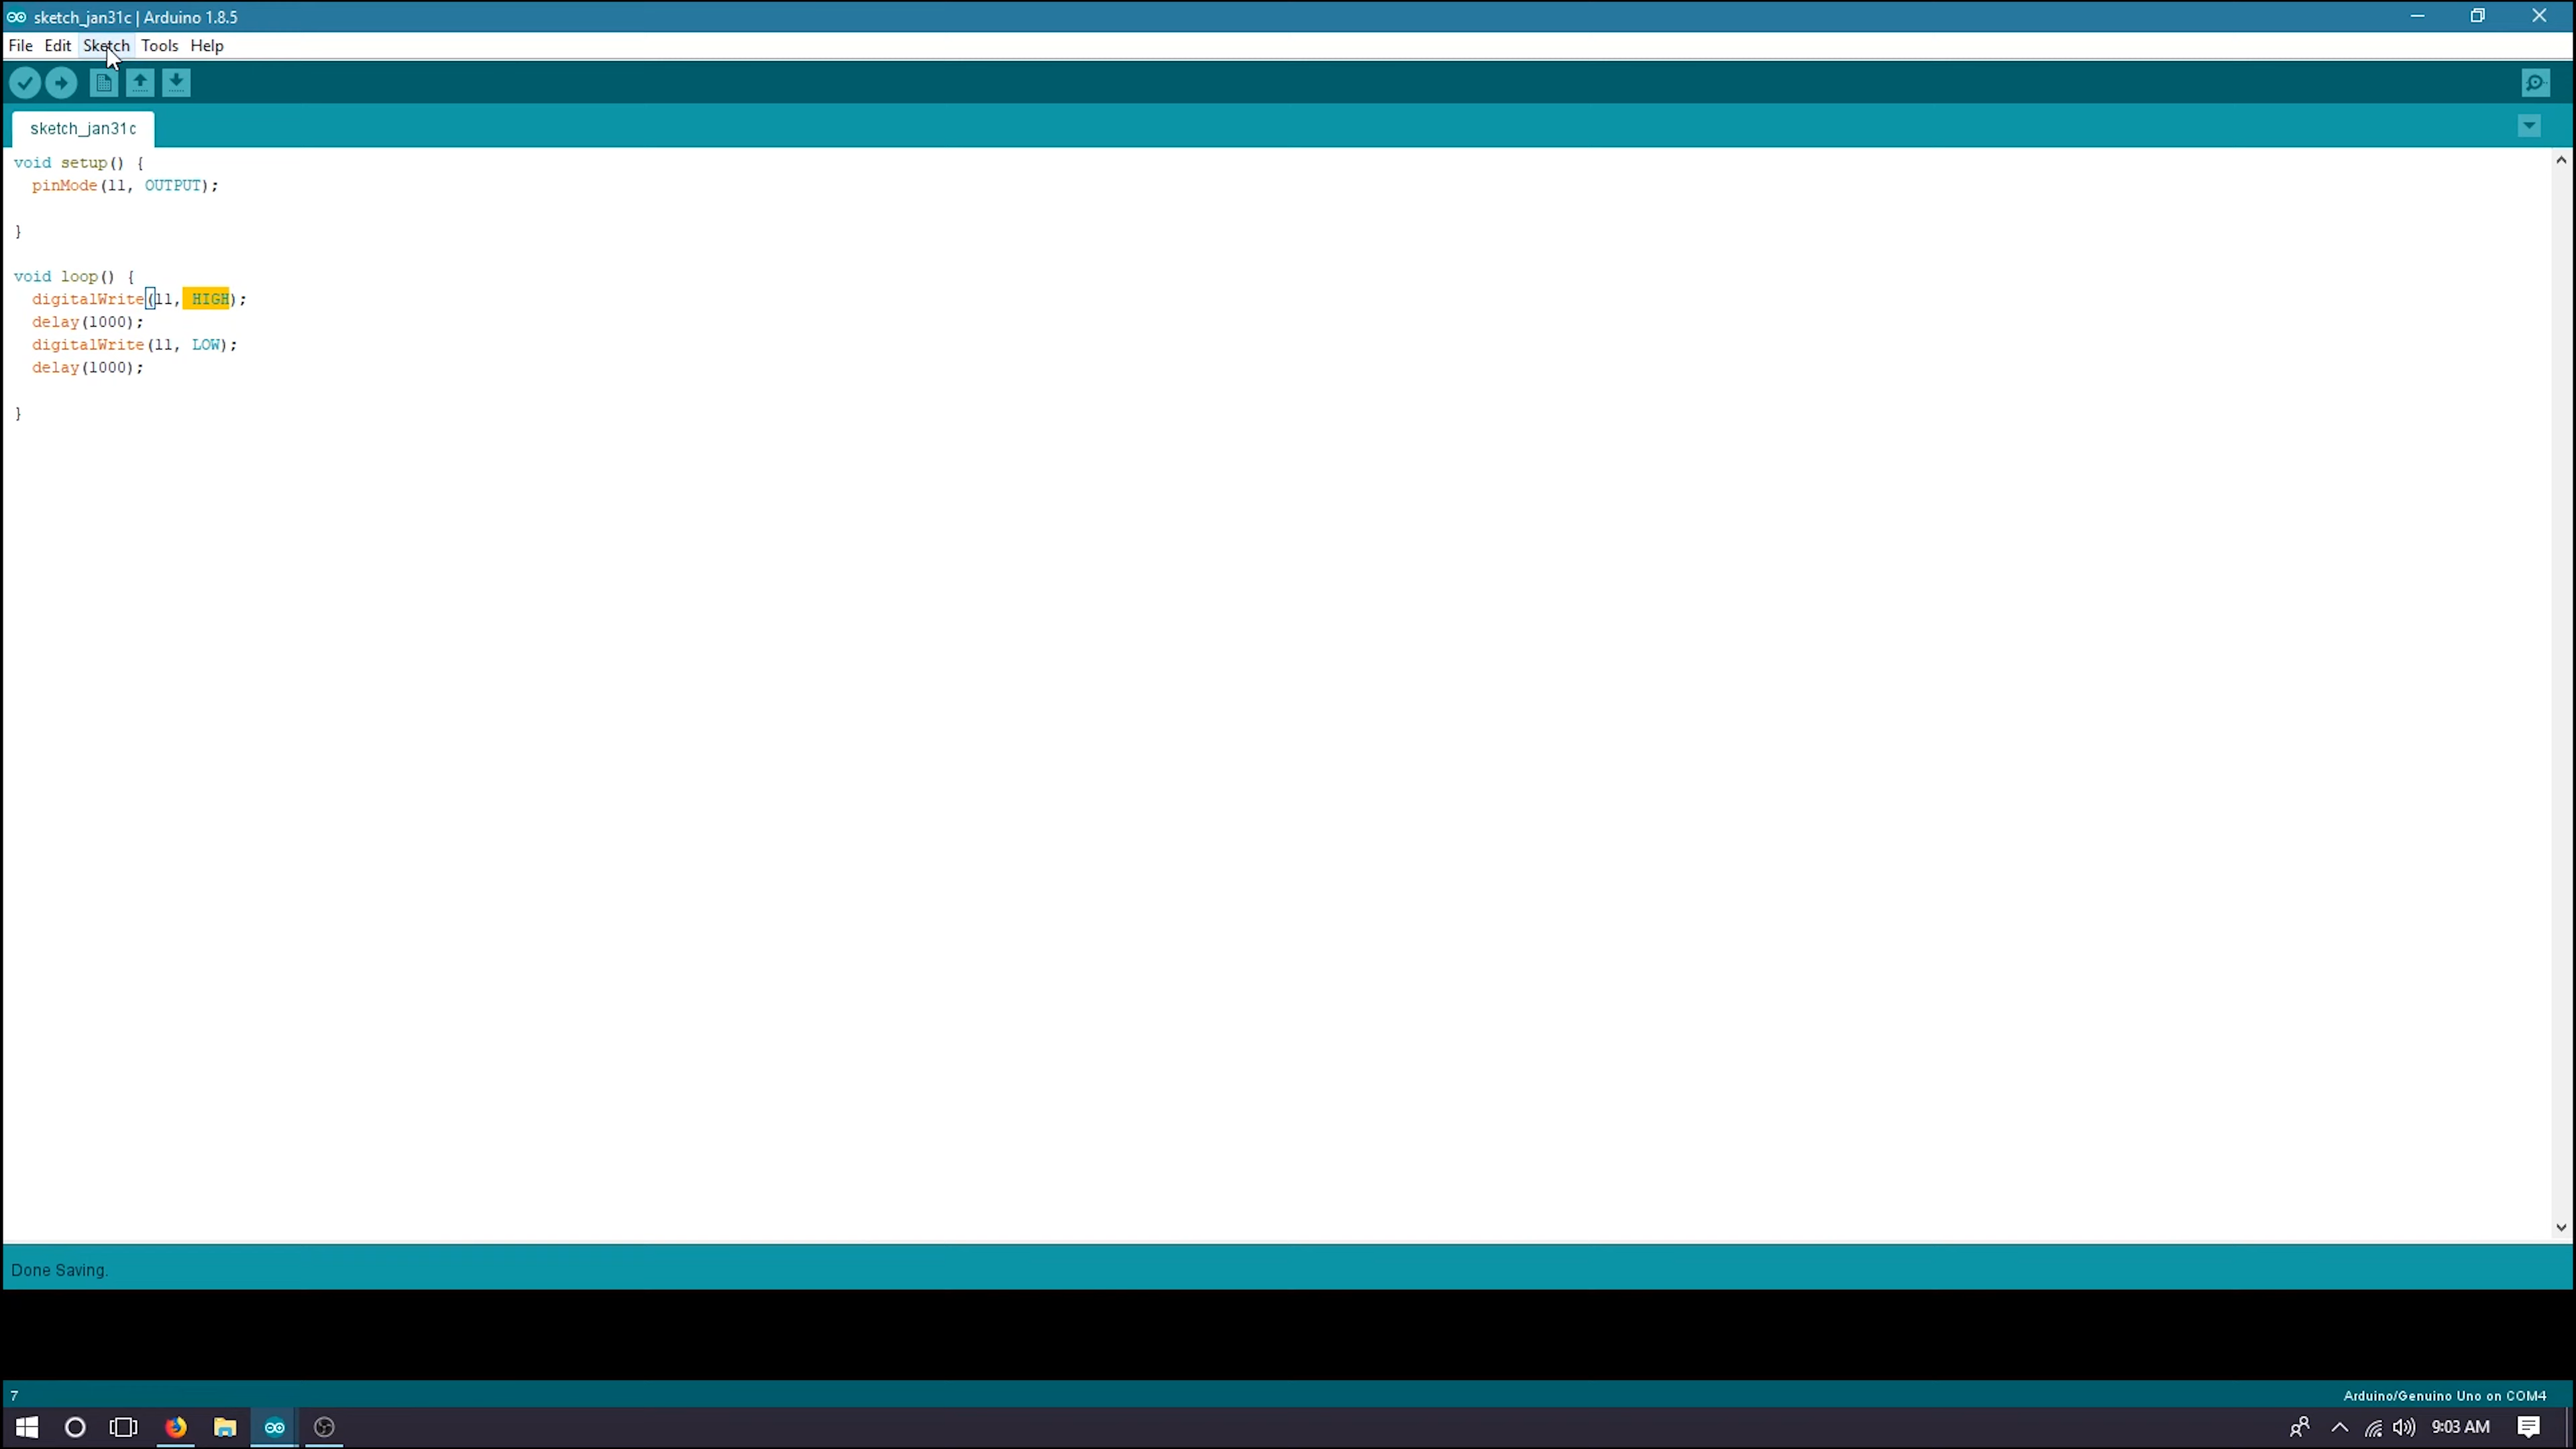 sketch_jan31c | Arduino 1.8.5
File Edit Sketch Tools Help
sketch_jan31c
void setup() {
  pinMode(11, OUTPUT);
}
void loop() {
  digitalWrite(11, HIGH);
  delay(1000);
  digitalWrite(11, LOW);
  delay(1000);
}
Done Saving.
7
Arduino/Genuino Uno on COM4
9:03 AM